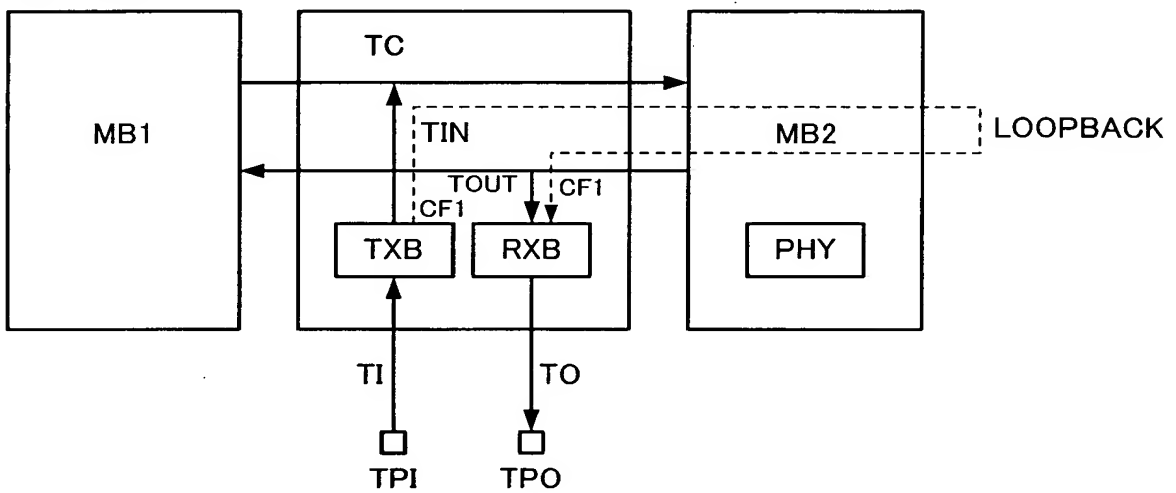 TC
MB1
TIN
MB2
LOOPBACK
TOUT
CF1
CF1
TXB
RXB
PHY
TI
TO
TPI
TPO